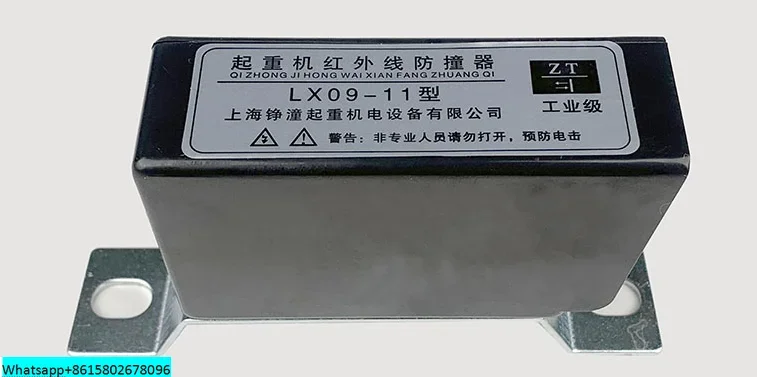 起重机红外线防撞器
QI ZHONG JI HONG WAI XIAN FANG ZHUANG QI
LX09-11型
上海铮潼起重机电设备有限公司
警告：非专业人员请勿打开，预防电击
ZT
工业级
Whatsapp+8615802678096